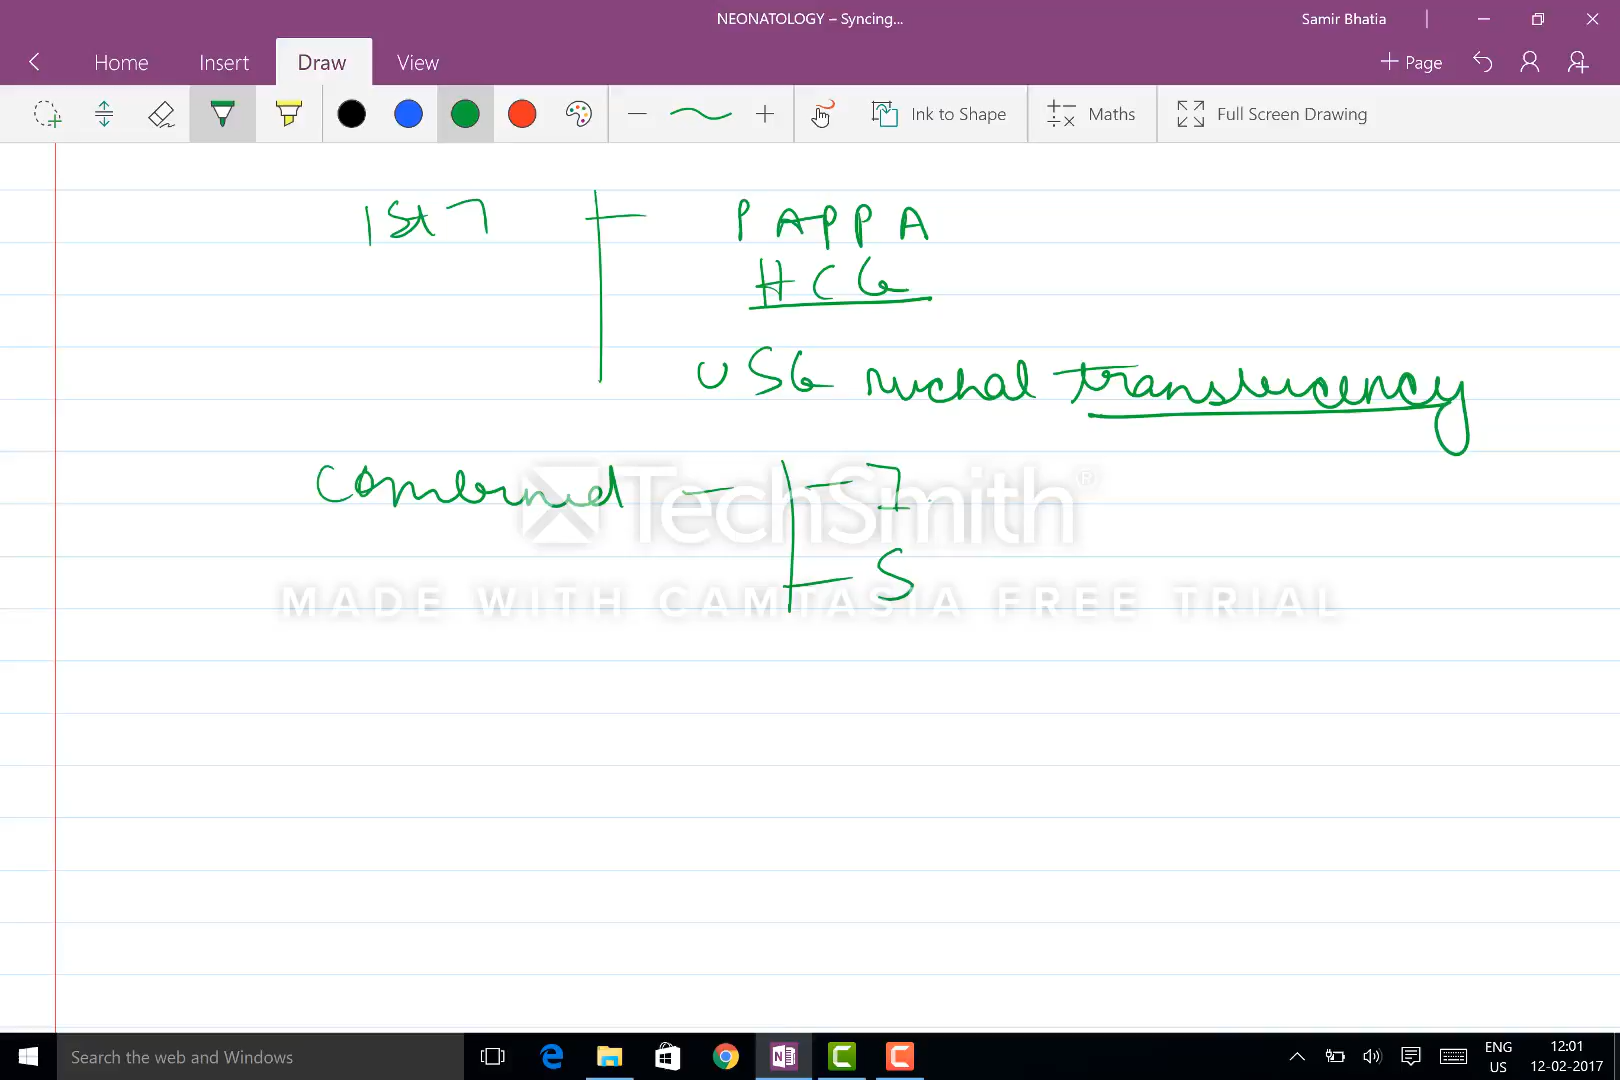 NEONATOLOGY – Syncing...
Samir Bhatia
Home Insert Draw View
Page
Ink to Shape Maths Full Screen Drawing
1st T PAPPA
HCG
USG nuchal translucency
Combined - I
S
TechSmith®
MADE WITH CAMTASIA FREE TRIAL
Search the web and Windows
ENG
US
12:01
12-02-2017